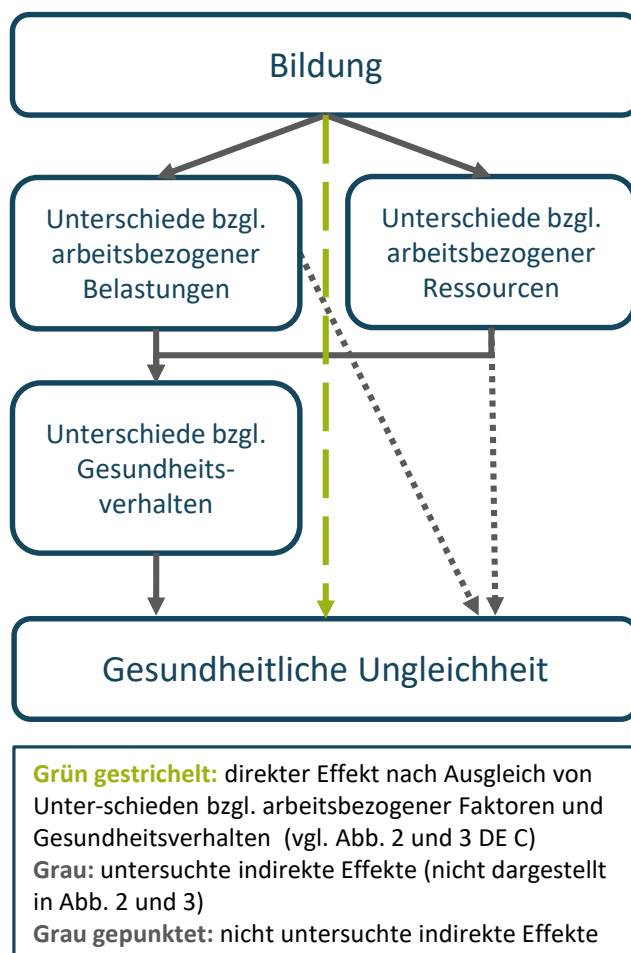 Bildung
Unterschiede bzgl.
arbeitsbezogener
Belastungen
Unterschiede bzgl.
arbeitsbezogener
Ressourcen
Unterschiede bzgl.
Gesundheits-
verhalten
Gesundheitliche Ungleichheit
Grün gestrichelt: direkter Effekt nach Ausgleich von
Unter-schieden bzgl. arbeitsbezogener Faktoren und
Gesundheitsverhalten (vgl. Abb. 2 und 3 DE C)
Grau: untersuchte indirekte Effekte (nicht dargestellt
in Abb. 2 und 3)
Grau gepunktet: nicht untersuchte indirekte Effekte